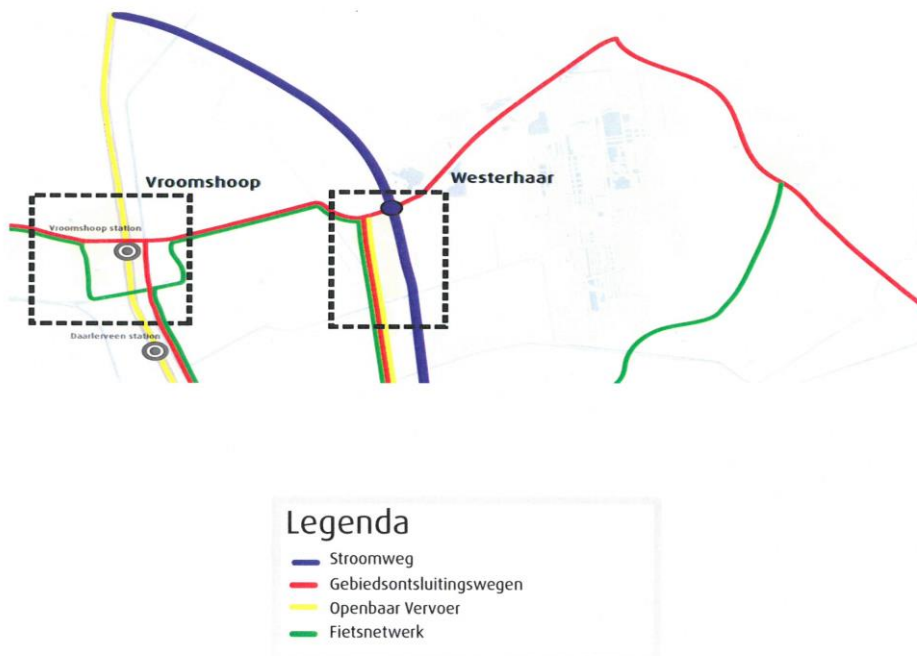 Vroomshoop
Westerhaar
Vroomshoop station
Daarlerveen station
Legenda
Stroomweg
Gebiedsontsluitingswegen
Openbaar Vervoer
Fietsnetwerk